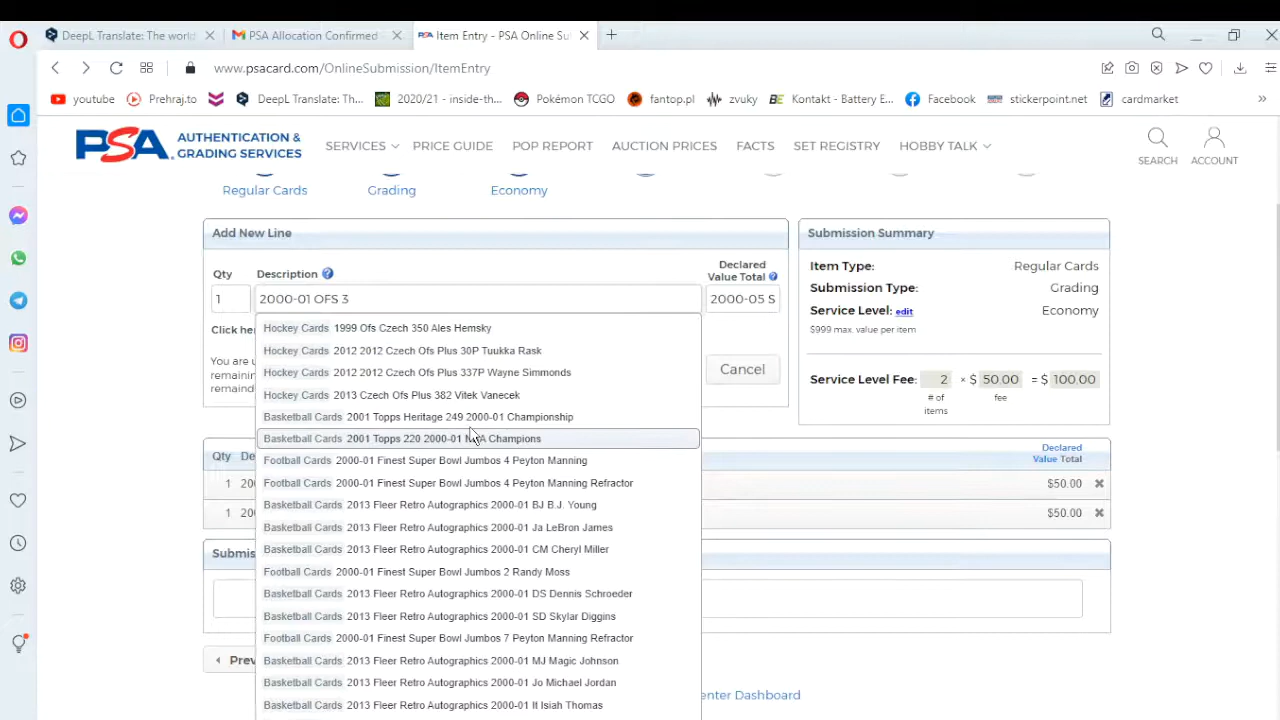 DeepL Translate: The world
PSA Allocation Confirmed
PSA Item Entry - PSA Online Su
www.psacard.com/OnlineSubmission/ItemEntry
youtube
Prehraj.to
DeepL Translate: Th...
2020/21 - inside-th...
Pokémon TCGO
fantop.pl
zvuky
BE Kontakt - Battery E...
Facebook
stickerpoint.net
cardmarket
PSA AUTHENTICATION &
GRADING SERVICES
SERVICES
PRICE GUIDE
POP REPORT
AUCTION PRICES
FACTS
SET REGISTRY
HOBBY TALK
SEARCH
ACCOUNT
Regular Cards
Grading
Economy
Add New Line
Qty
Description
Declared
Value Total
1
2000-01 OFS 3
2000-05 S
Click he
You are u
remainin
remaind
Cancel
Hockey Cards 1999 Ofs Czech 350 Ales Hemsky
Hockey Cards 2012 2012 Czech Ofs Plus 30P Tuukka Rask
Hockey Cards 2012 2012 Czech Ofs Plus 337P Wayne Simmonds
Hockey Cards 2013 Czech Ofs Plus 382 Vitek Vanecek
Basketball Cards 2001 Topps Heritage 249 2000-01 Championship
Basketball Cards 2001 Topps 220 2000-01 Champions
Football Cards 2000-01 Finest Super Bowl Jumbos 4 Peyton Manning
Football Cards 2000-01 Finest Super Bowl Jumbos 4 Peyton Manning Refractor
Basketball Cards 2013 Fleer Retro Autographics 2000-01 BJ B.J. Young
Basketball Cards 2013 Fleer Retro Autographics 2000-01 Ja LeBron James
Basketball Cards 2013 Fleer Retro Autographics 2000-01 CM Cheryl Miller
Football Cards 2000-01 Finest Super Bowl Jumbos 2 Randy Moss
Basketball Cards 2013 Fleer Retro Autographics 2000-01 DS Dennis Schroeder
Basketball Cards 2013 Fleer Retro Autographics 2000-01 SD Skylar Diggins
Football Cards 2000-01 Finest Super Bowl Jumbos 7 Peyton Manning Refractor
Basketball Cards 2013 Fleer Retro Autographics 2000-01 MJ Magic Johnson
Basketball Cards 2013 Fleer Retro Autographics 2000-01 Jo Michael Jordan
Basketball Cards 2013 Fleer Retro Autographics 2000-01 It Isiah Thomas
Submission Summary
Item Type: Regular Cards
Submission Type: Grading
Service Level: edit Economy
$999 max. value per item
Service Level Fee: 2 × $ 50.00 = $ 100.00
# of
items
fee
Qty De
Declared
Value Total
1 20 $50.00
1 20 $50.00
Submis
Prev
enter Dashboard